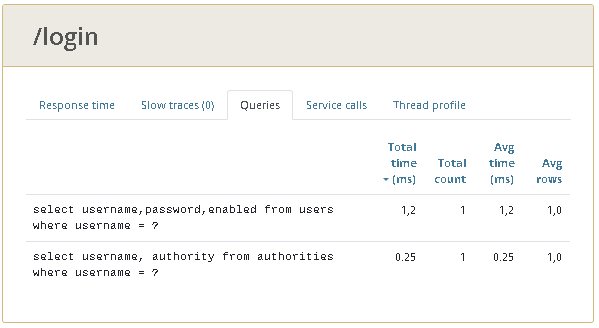 /login
Response time Slow traces (0) Queries Service calls Thread profile
Total time (ms) Total count Avg time (ms) Avg rows
select username,password,enabled from users 1,2 1 1,2 1,0
where username = ?
select username, authority from authorities 0.25 1 0.25 1,0
where username = ?